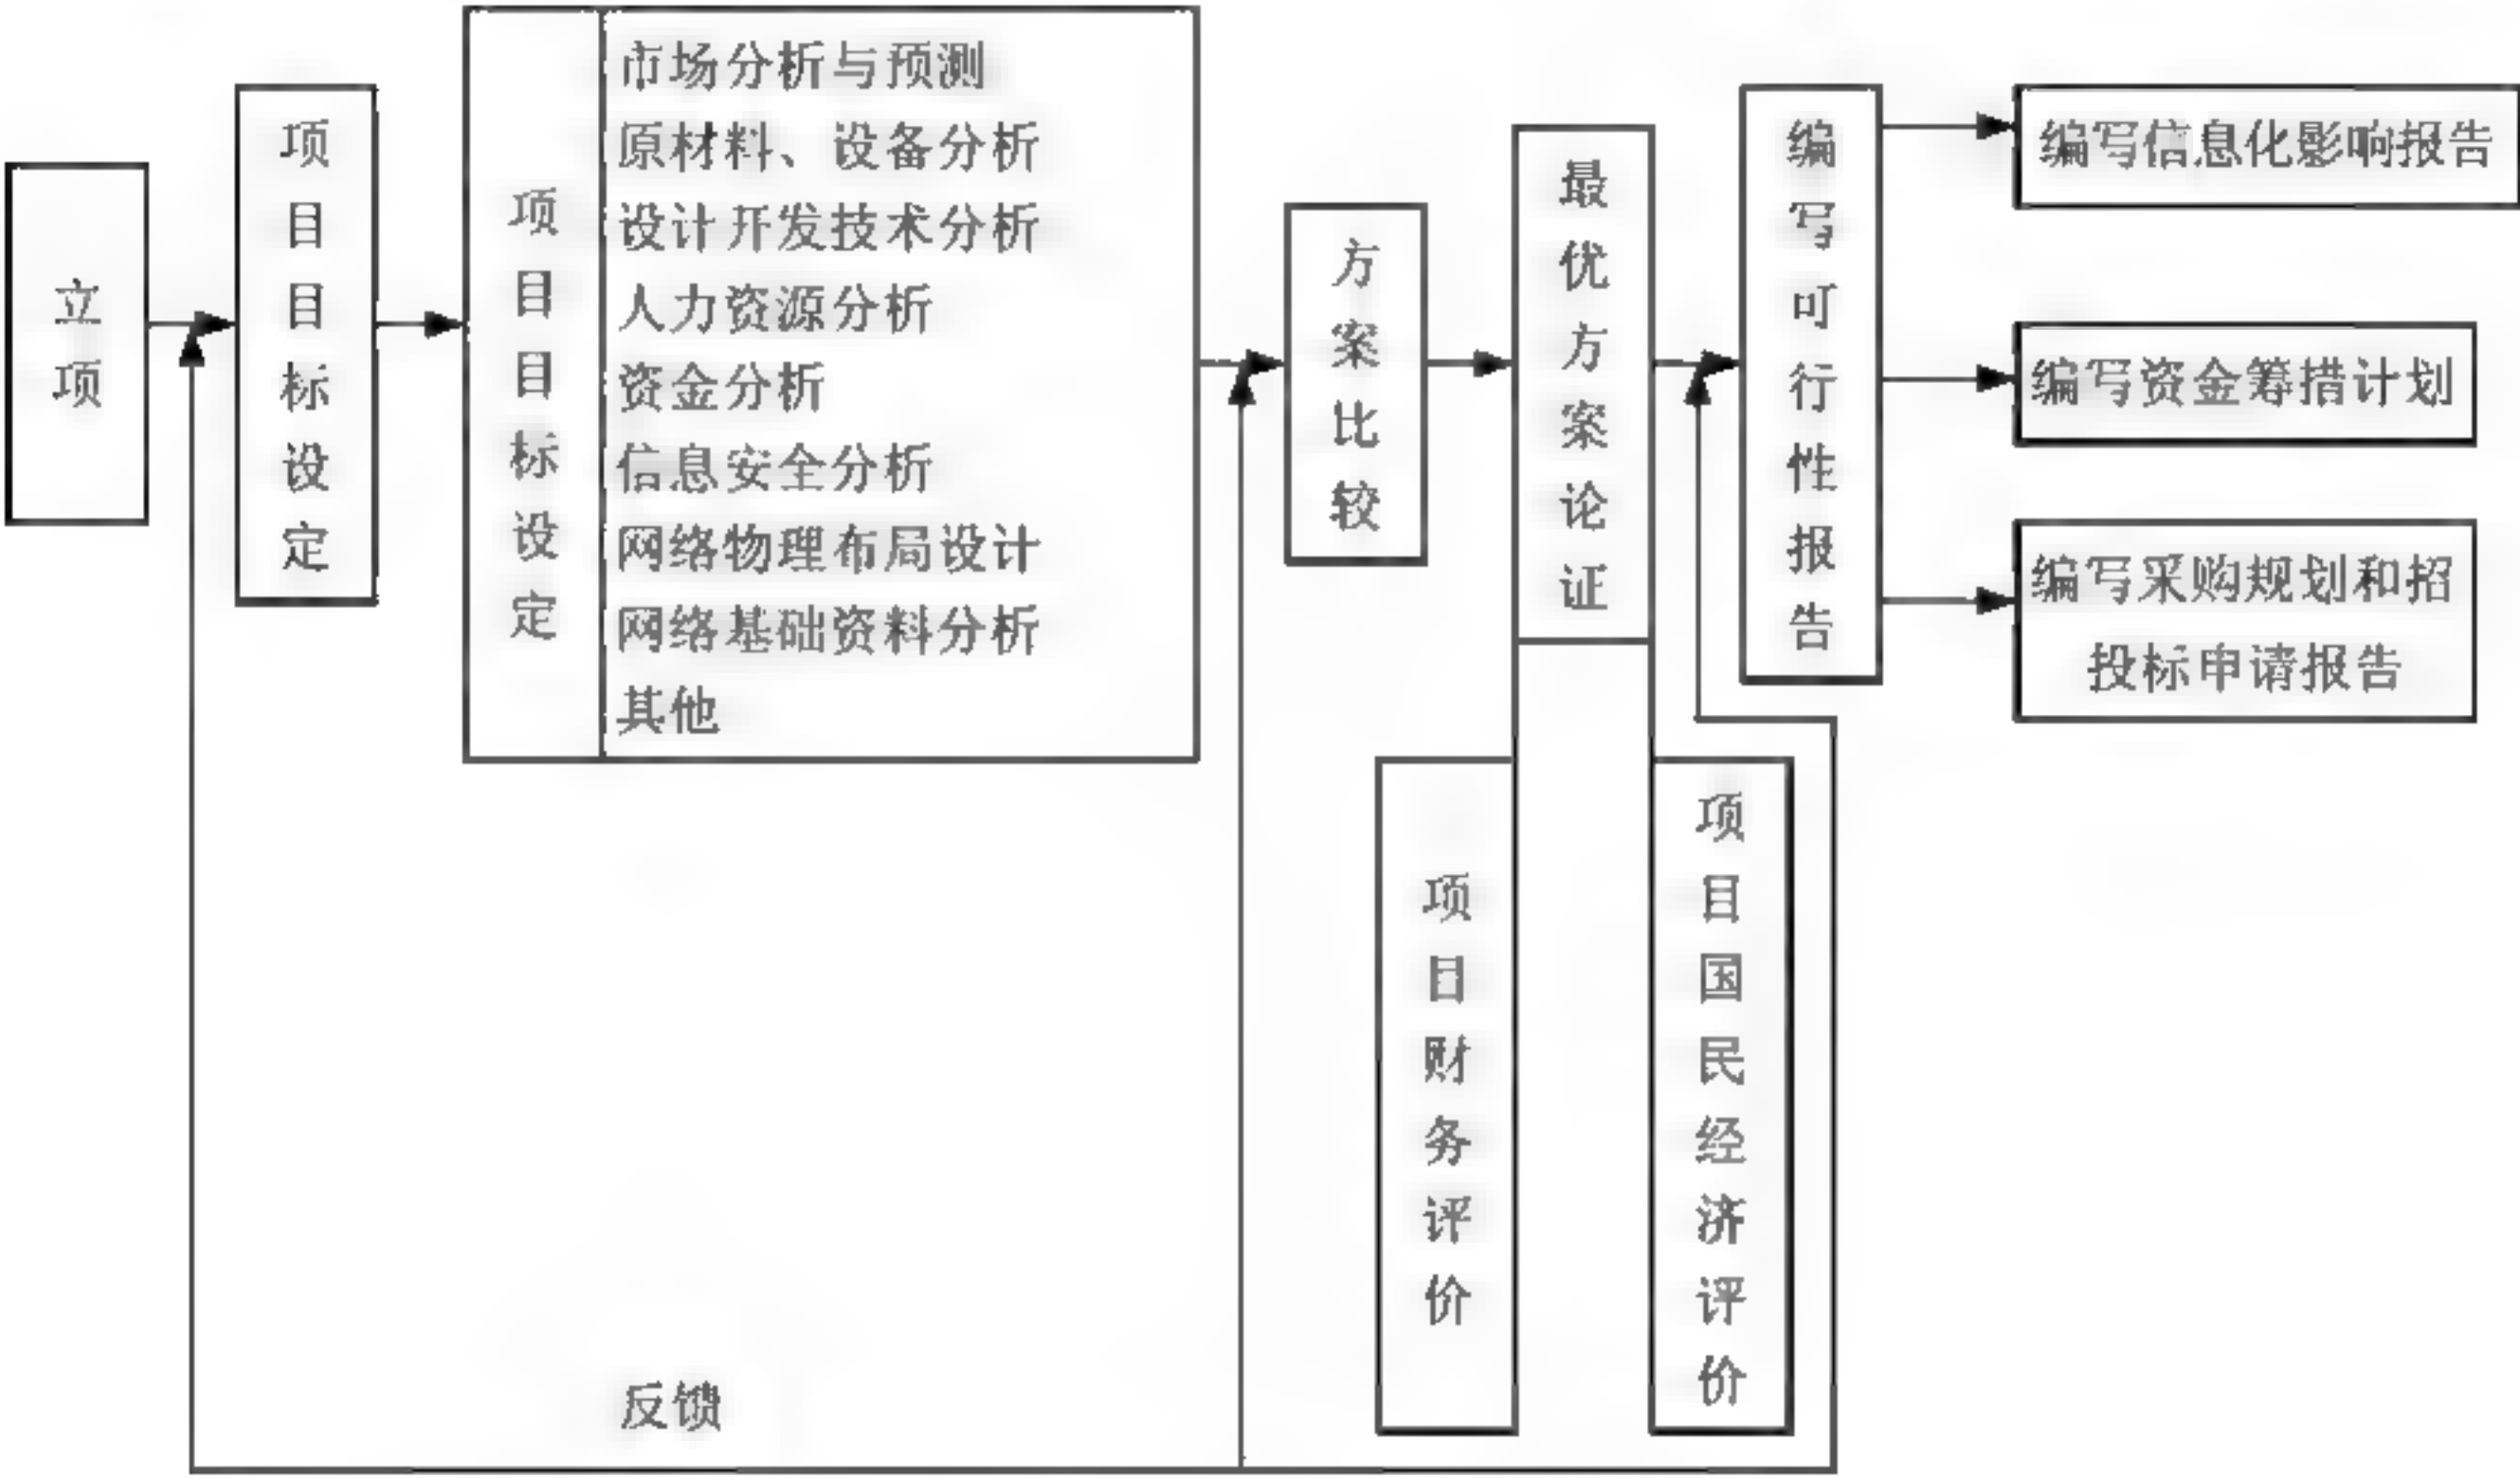 立项
项目目标设定
项目目标设定
市场分析与预测
原材料、设备分析
设计开发技术分析
人力资源分析
资金分析
信息安全分析
网络物理布局设计
网络基础资料分析
其他
方案比较
最优方案论证
项目财务评价
项目国民经济评价
编写可行性报告
编写信息化影响报告
编写资金筹措计划
编写采购规划和招
投标申请报告
反馈